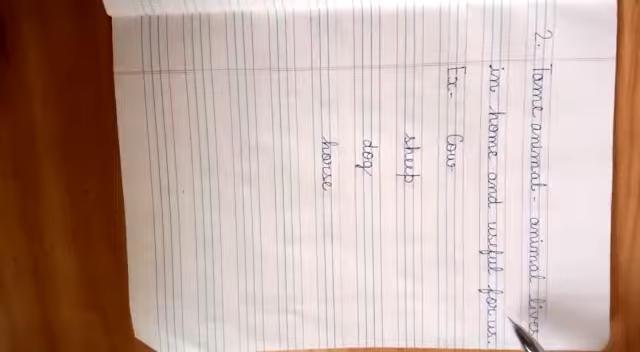 2. Tame animal - animal lives
in home and useful for us.
Ex- Cow
sheep
dog
horse